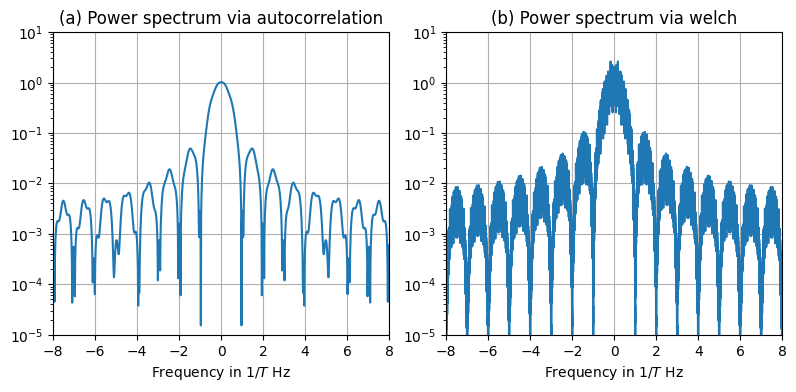 (a) Power spectrum via autocorrelation
10¹
10⁰
10⁻¹
10⁻²
10⁻³
10⁻⁴
10⁻⁵
−8 −6 −4 −2 0 2 4 6 8
Frequency in 1/T Hz
(b) Power spectrum via welch
10¹
10⁰
10⁻¹
10⁻²
10⁻³
10⁻⁴
10⁻⁵
−8 −6 −4 −2 0 2 4 6 8
Frequency in 1/T Hz